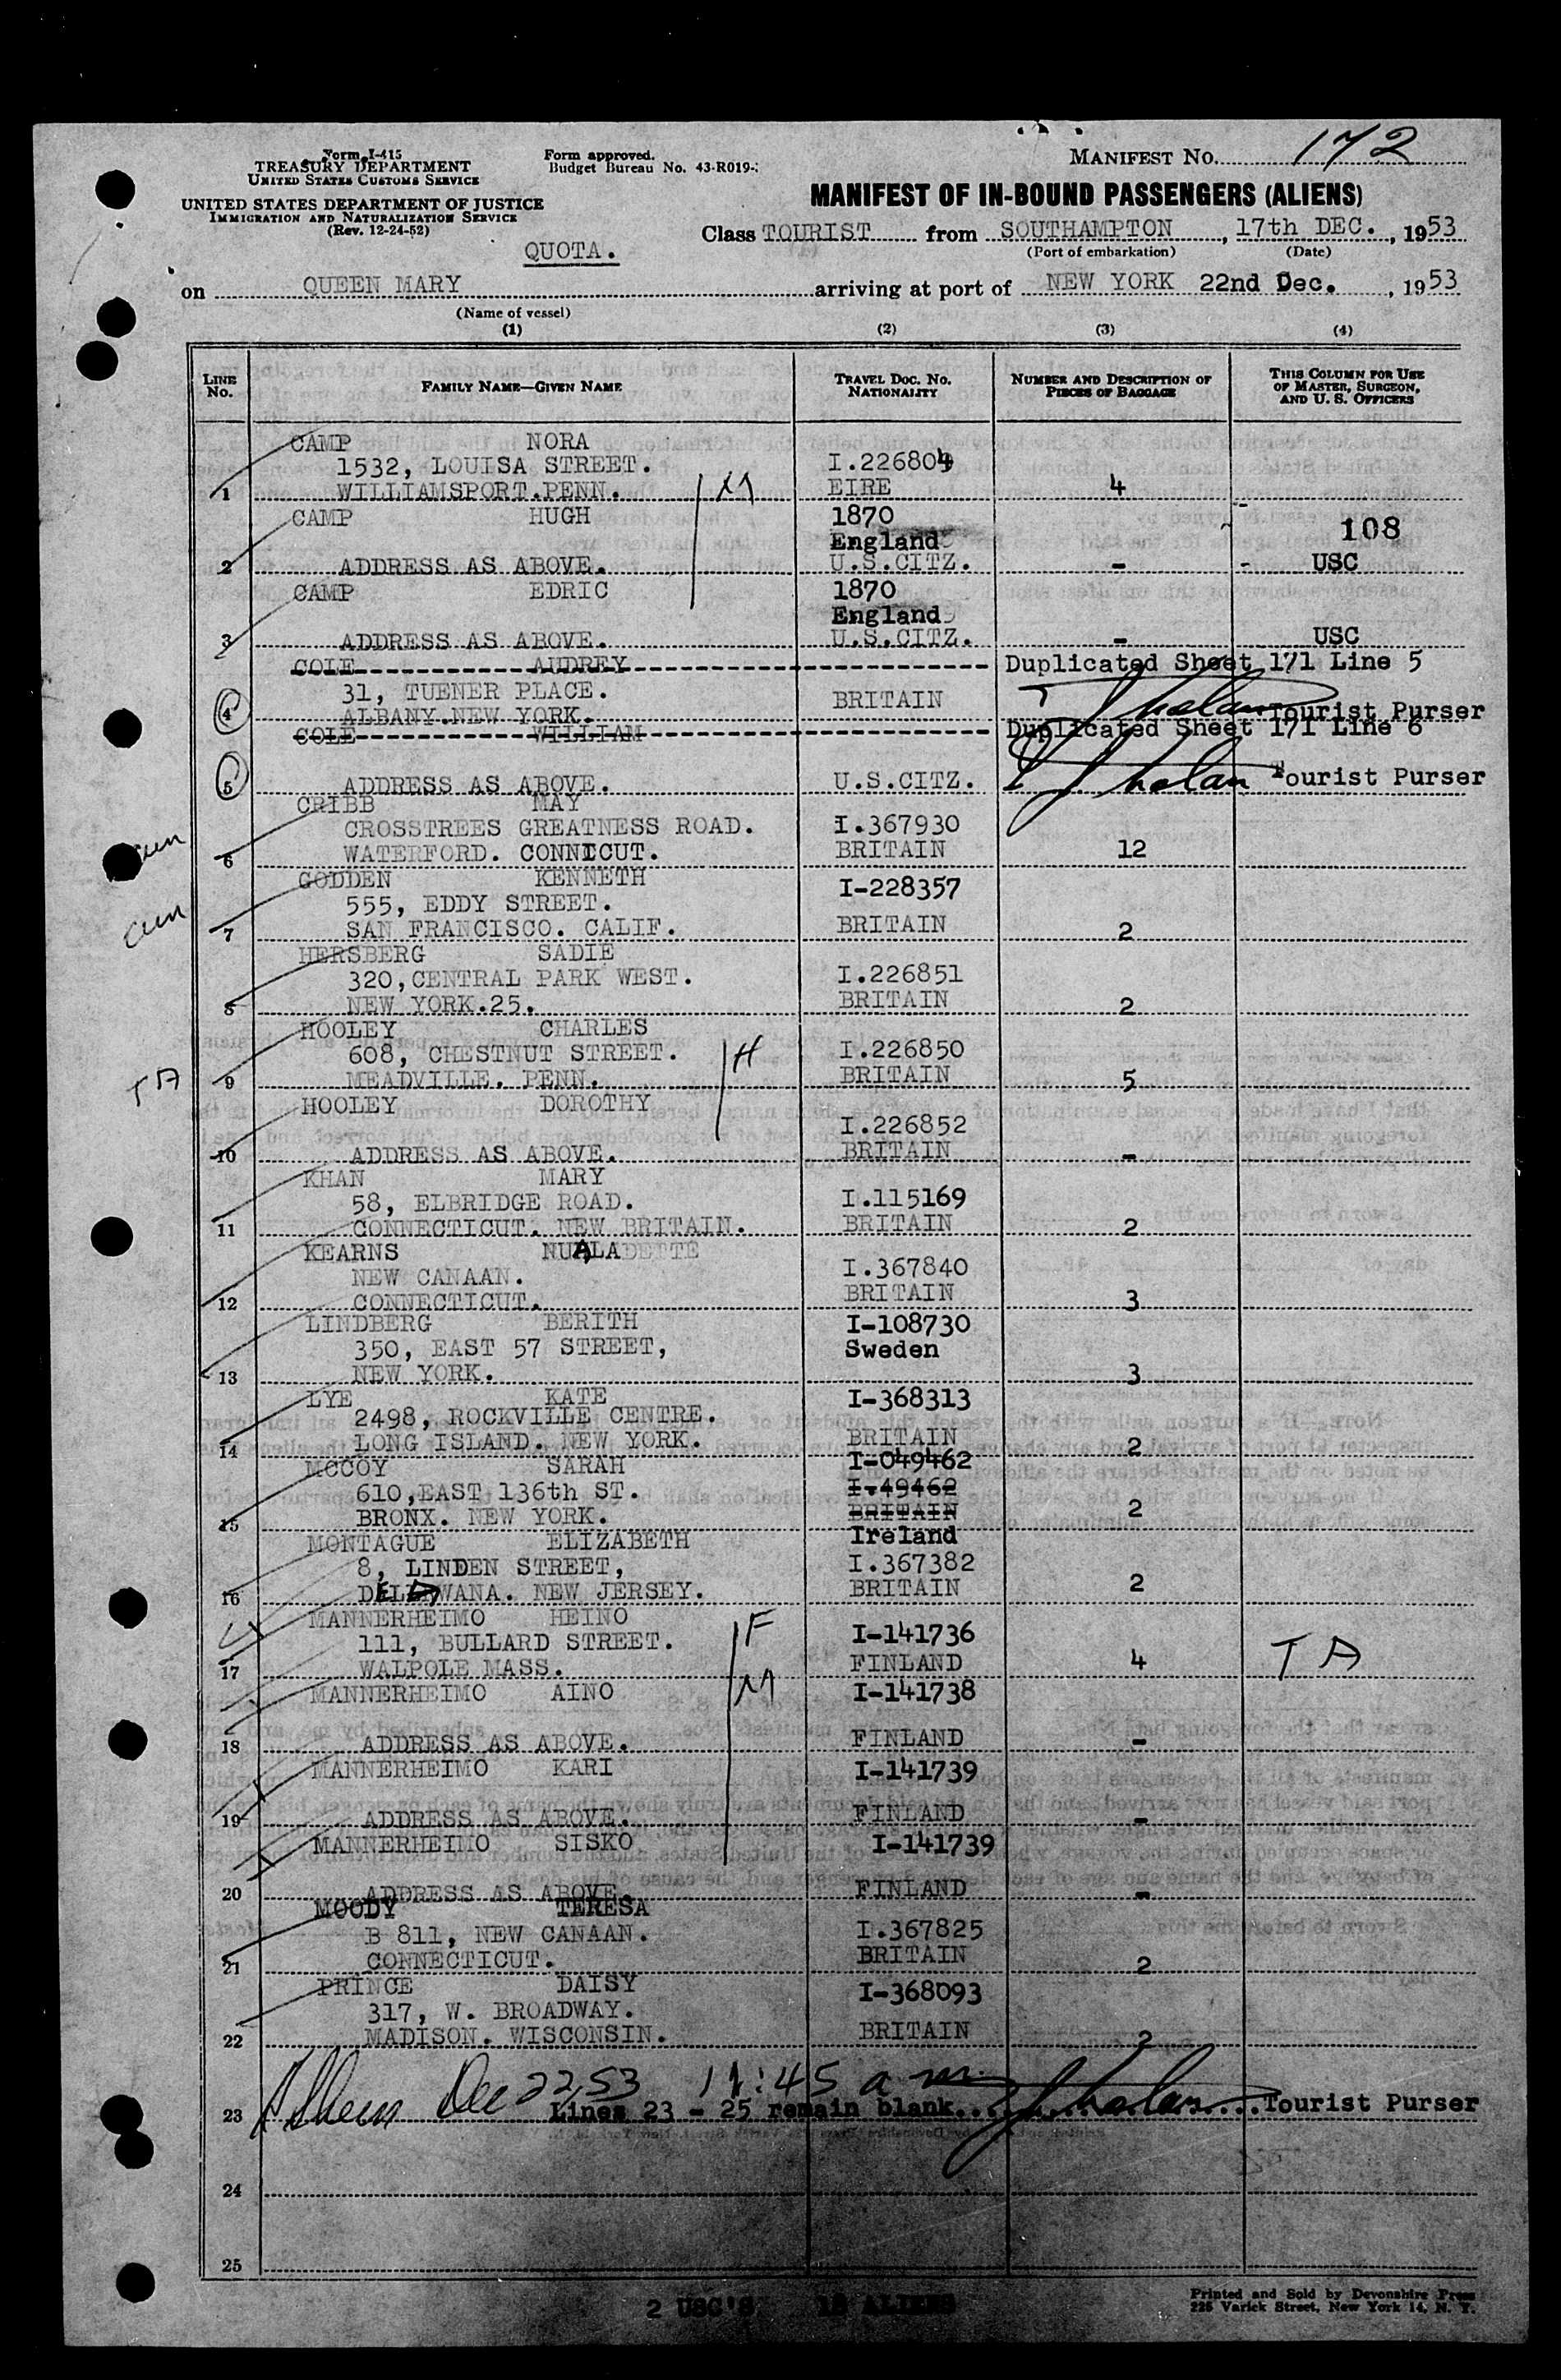 Form I-415
TREASURY DEPARTMENT
UNITED STATES CUSTOMS SERVICE
UNITED STATES DEPARTMENT OF JUSTICE
IMMIGRATION AND NATURALIZATION SERVICE
(Rev. 12-24-52)
Form approved.
Budget Bureau No. 43-R019-
MANIFEST No. 172
MANIFEST OF IN-BOUND PASSENGERS (ALIENS)
QUOTA.
Class TOURIST from SOUTHAMPTON, 17th DEC., 1953
(Port of embarkation) (Date)
on QUEEN MARY arriving at port of NEW YORK 22nd Dec., 1953
(Name of vessel)
(1) (2) (3) (4)
LINE No. FAMILY NAME—GIVEN NAME TRAVEL DOC. NO. NATIONALITY NUMBER AND DESCRIPTION OF PIECES OF BAGGAGE THIS COLUMN FOR USE OF MASTER, SURGEON, AND U. S. OFFICERS
CAMP NORA
1532, LOUISA STREET. I.226804
1 WILLIAMSPORT.PENN. M EIRE 4
CAMP HUGH 1870
England 108
2 ADDRESS AS ABOVE. U.S.CITZ. - USC
CAMP EDRIC 1870
England
3 ADDRESS AS ABOVE. U.S.CITZ. - USC
COLE AUDREY Duplicated Sheet 171 Line 5
31, TUENER PLACE. BRITAIN
4 ALBANY.NEW YORK. Tourist Purser
COLE WILLIAM Duplicated Sheet 171 Line 6
5 ADDRESS AS ABOVE. U.S.CITZ. Tourist Purser
CRIBB MAY
CROSSTREES GREATNESS ROAD. I.367930
6 WATERFORD. CONNICUT. BRITAIN 12
GODDEN KENNETH I-228357
555, EDDY STREET.
7 SAN FRANCISCO. CALIF. BRITAIN 2
HERSBERG SADIE
320,CENTRAL PARK WEST. I.226851
8 NEW YORK.25. BRITAIN 2
HOOLEY CHARLES
608, CHESTNUT STREET. H I.226850
TA 9 MEADVILLE. PENN. BRITAIN 5
HOOLEY DOROTHY
I.226852
10 ADDRESS AS ABOVE. BRITAIN -
KHAN MARY
58, ELBRIDGE ROAD. I.115169
11 CONNECTICUT. NEW BRITAIN. BRITAIN 2
KEARNS NUALADETTE
NEW CANAAN. I.367840
12 CONNECTICUT. BRITAIN 3
LINDBERG BERITH I-108730
350, EAST 57 STREET, Sweden
13 NEW YORK. 3
LYE KATE I-368313
2498, ROCKVILLE CENTRE.
14 LONG ISLAND. NEW YORK. BRITAIN 2
MCCOY SARAH I-049462
610,EAST 136th ST. I.49462
15 BRONX. NEW YORK. BRITAIN 2
Ireland
MONTAGUE ELIZABETH
8, LINDEN STREET, I.367382
16 DELAWANA. NEW JERSEY. BRITAIN 2
MANNERHEIMO HEINO F
111, BULLARD STREET. I-141736
17 WALPOLE MASS. FINLAND 4 TA
MANNERHEIMO AINO M I-141738
18 ADDRESS AS ABOVE. FINLAND -
MANNERHEIMO KARI I-141739
19 ADDRESS AS ABOVE. FINLAND -
MANNERHEIMO SISKO I-141739
20 ADDRESS AS ABOVE. FINLAND -
MOODY TERESA
B 811, NEW CANAAN. I.367825
21 CONNECTICUT. BRITAIN 2
PRINCE DAISY I-368093
317, W. BROADWAY.
22 MADISON. WISCONSIN. BRITAIN 2
Dec 22, 53 11:45 a m.
23 Lines 23 - 25 remain blank. Tourist Purser
24
25
2 USC'S 18 ALIENS
Printed and Sold by Devonshire Press
225 Varick Street, New York 14, N. Y.